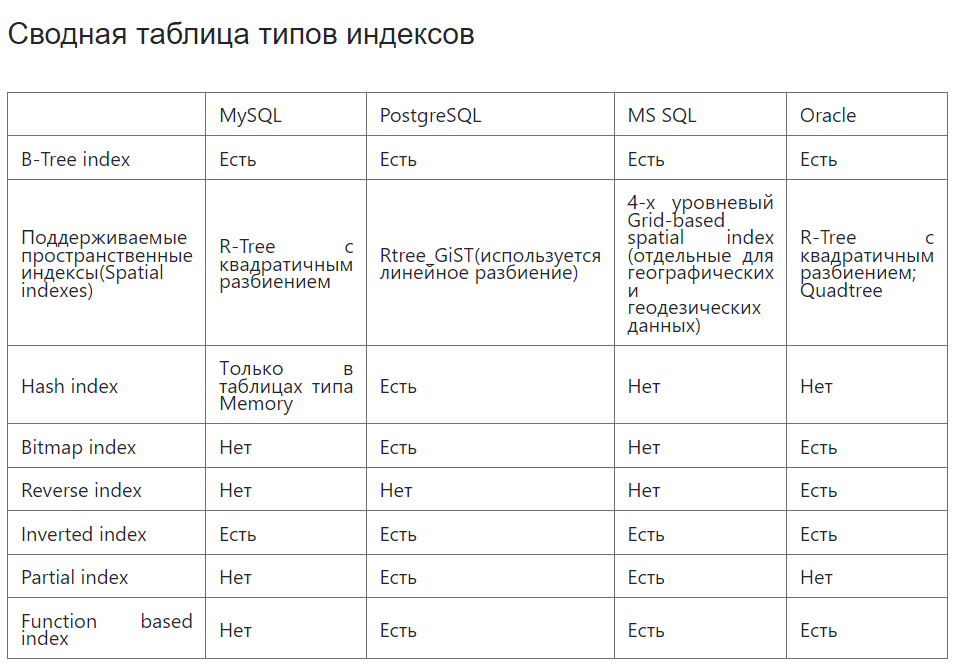 Сводная таблица типов индексов
MySQL
PostgreSQL
MS SQL
Oracle
B-Tree index
Есть
Есть
Есть
Есть
Поддерживаемые
пространственные
индексы(Spatial
indexes)
R-Tree с
квадратичным
разбиением
Rtree_GiST(используется
линейное разбиение)
4-х уровневый
Grid-based
spatial index
(отдельные для
географических
и
геодезических
данных)
R-Tree с
квадратичным
разбиением;
Quadtree
Hash index
Только в
таблицах типа
Memory
Есть
Нет
Нет
Bitmap index
Нет
Есть
Нет
Есть
Reverse index
Нет
Нет
Нет
Есть
Inverted index
Есть
Есть
Есть
Есть
Partial index
Нет
Есть
Есть
Нет
Function based
index
Нет
Есть
Есть
Есть